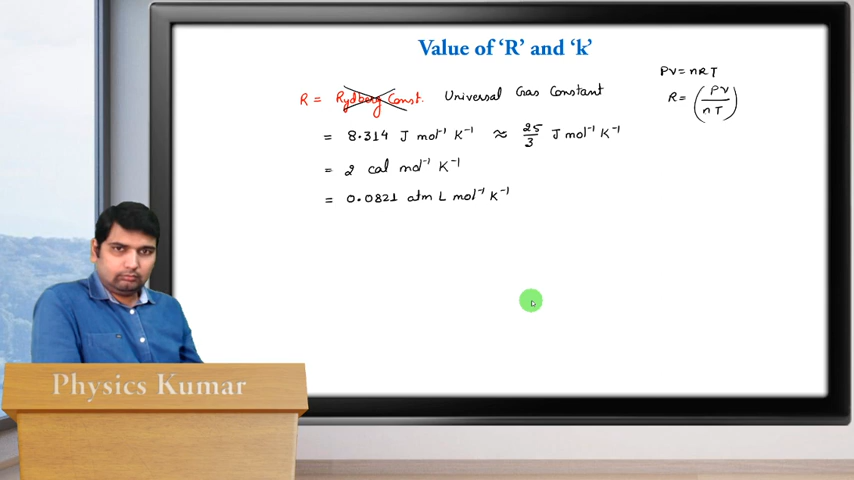 Value of 'R' and 'k'
PV = nRT
R = (PV / nT)
R = Rydberg Const. Universal Gas Constant
= 8.314 J mol⁻¹ K⁻¹ ≈ 25/3 J mol⁻¹ K⁻¹
= 2 cal mol⁻¹ K⁻¹
= 0.0821 atm L mol⁻¹ K⁻¹
Physics Kumar